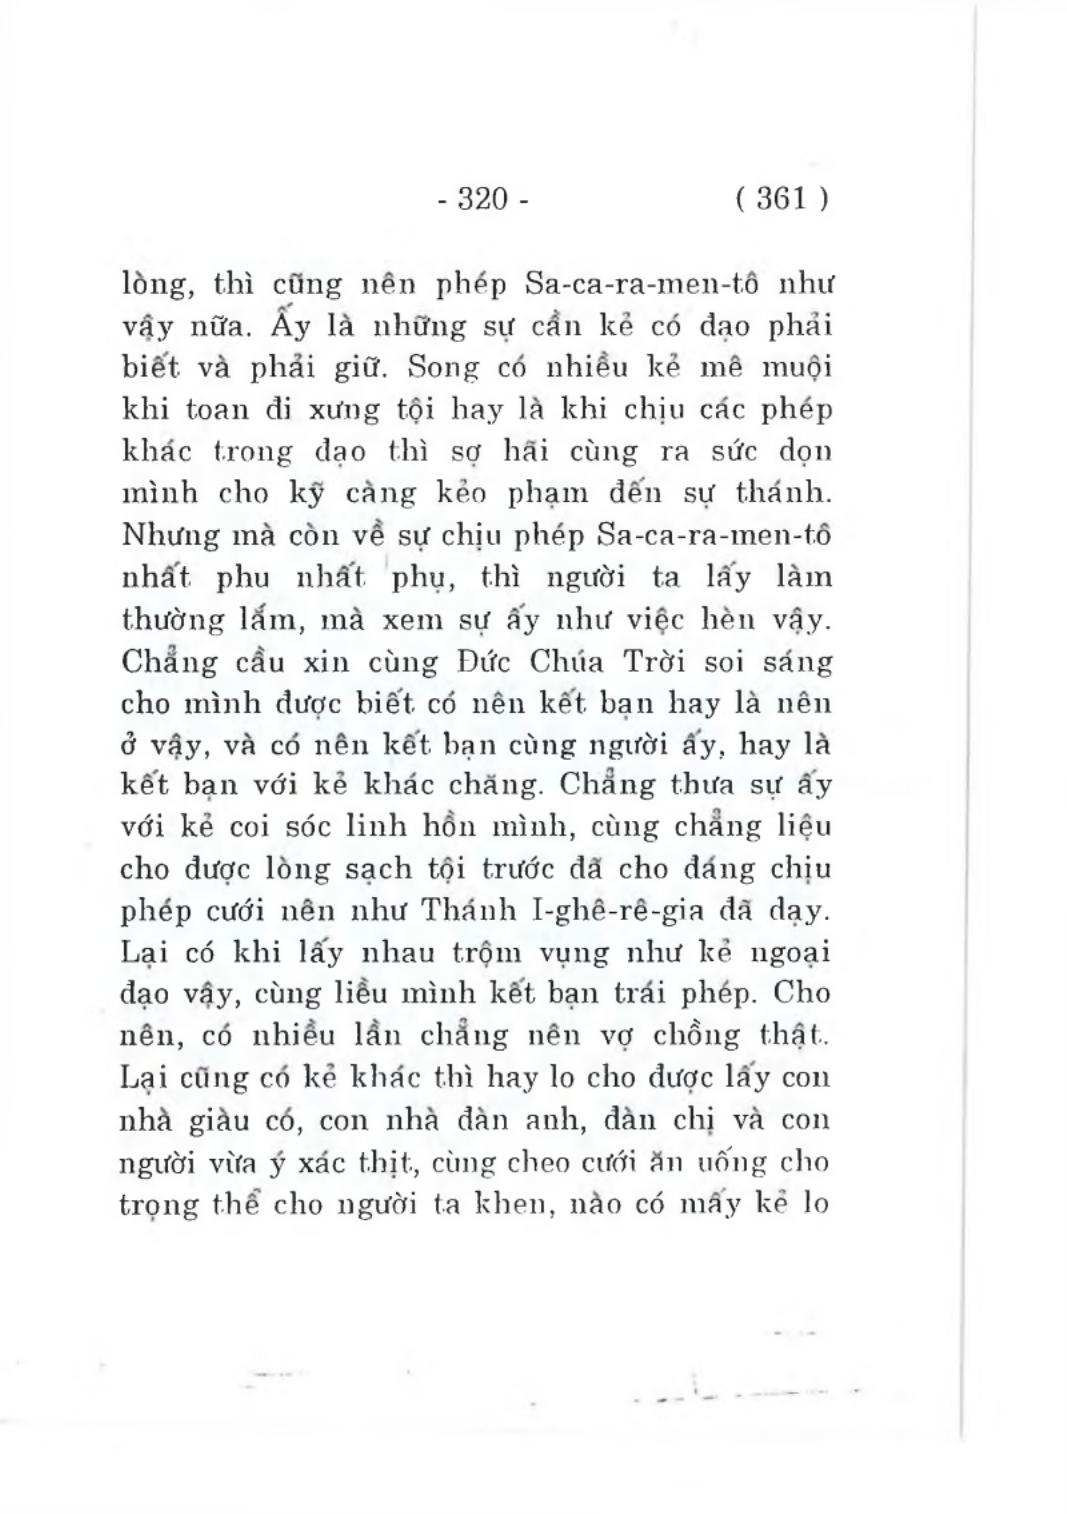 - 320 - ( 361 )
lòng, thì cũng nên phép Sa-ca-ra-men-tô như
vậy nữa. Ấy là những sự cần kẻ có đạo phải
biết và phải giữ. Song có nhiều kẻ mê muội
khi toan đi xưng tội hay là khi chịu các phép
khác trong đạo thì sợ hãi cùng ra sức dọn
mình cho kỹ càng kẻo phạm đến sự thánh.
Nhưng mà còn về sự chịu phép Sa-ca-ra-men-tô
nhất phu nhất phụ, thì người ta lấy làm
thường lắm, mà xem sự ấy như việc hèn vậy.
Chẳng cầu xin cùng Đức Chúa Trời soi sáng
cho mình được biết có nên kết bạn hay là nên
ở vậy, và có nên kết bạn cùng người ấy, hay là
kết bạn với kẻ khác chăng. Chẳng thưa sự ấy
với kẻ coi sóc linh hồn mình, cùng chẳng liệu
cho được lòng sạch tội trước đã cho đáng chịu
phép cưới nên như Thánh I-ghê-rê-gia đã dạy.
Lại có khi lấy nhau trộm vụng như kẻ ngoại
đạo vậy, cùng liều mình kết bạn trái phép. Cho
nên, có nhiều lần chẳng nên vợ chồng thật.
Lại cũng có kẻ khác thì hay lo cho được lấy con
nhà giàu có, con nhà đàn anh, đàn chị và con
người vừa ý xác thịt, cùng cheo cưới ăn uống cho
trọng thể cho người ta khen, nào có mấy kẻ lo